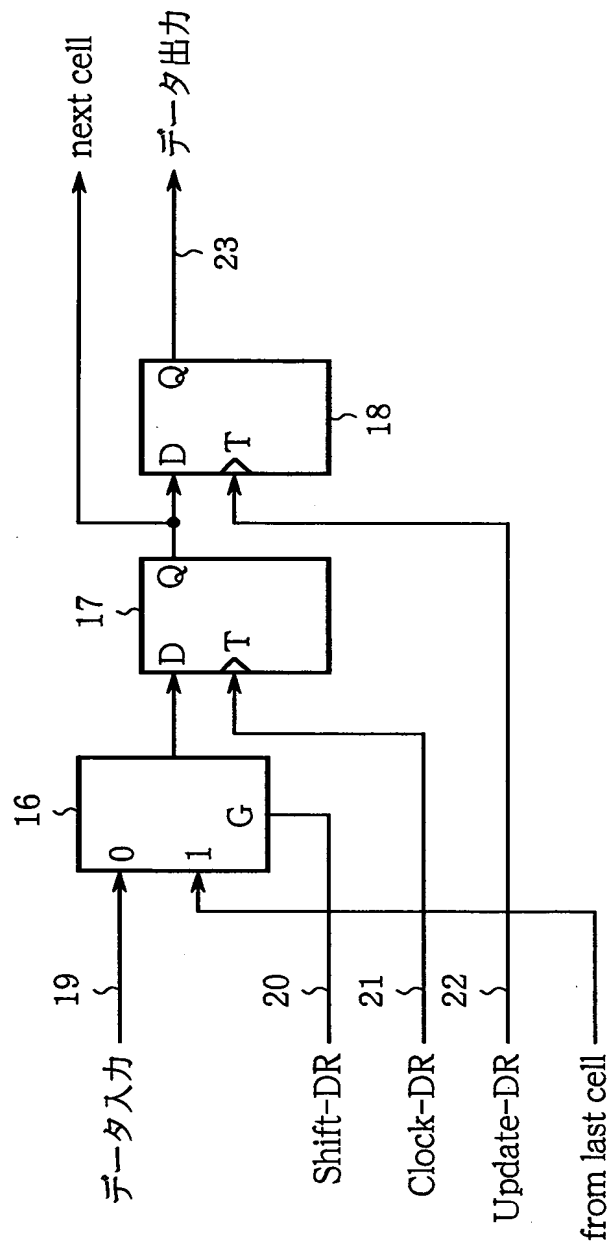 next cell
データ出力
23
Q
D
T
18
17
Q
D
T
16
0
1
G
19
データ入力
20
Shift-DR
21
Clock-DR
22
Update-DR
from last cell